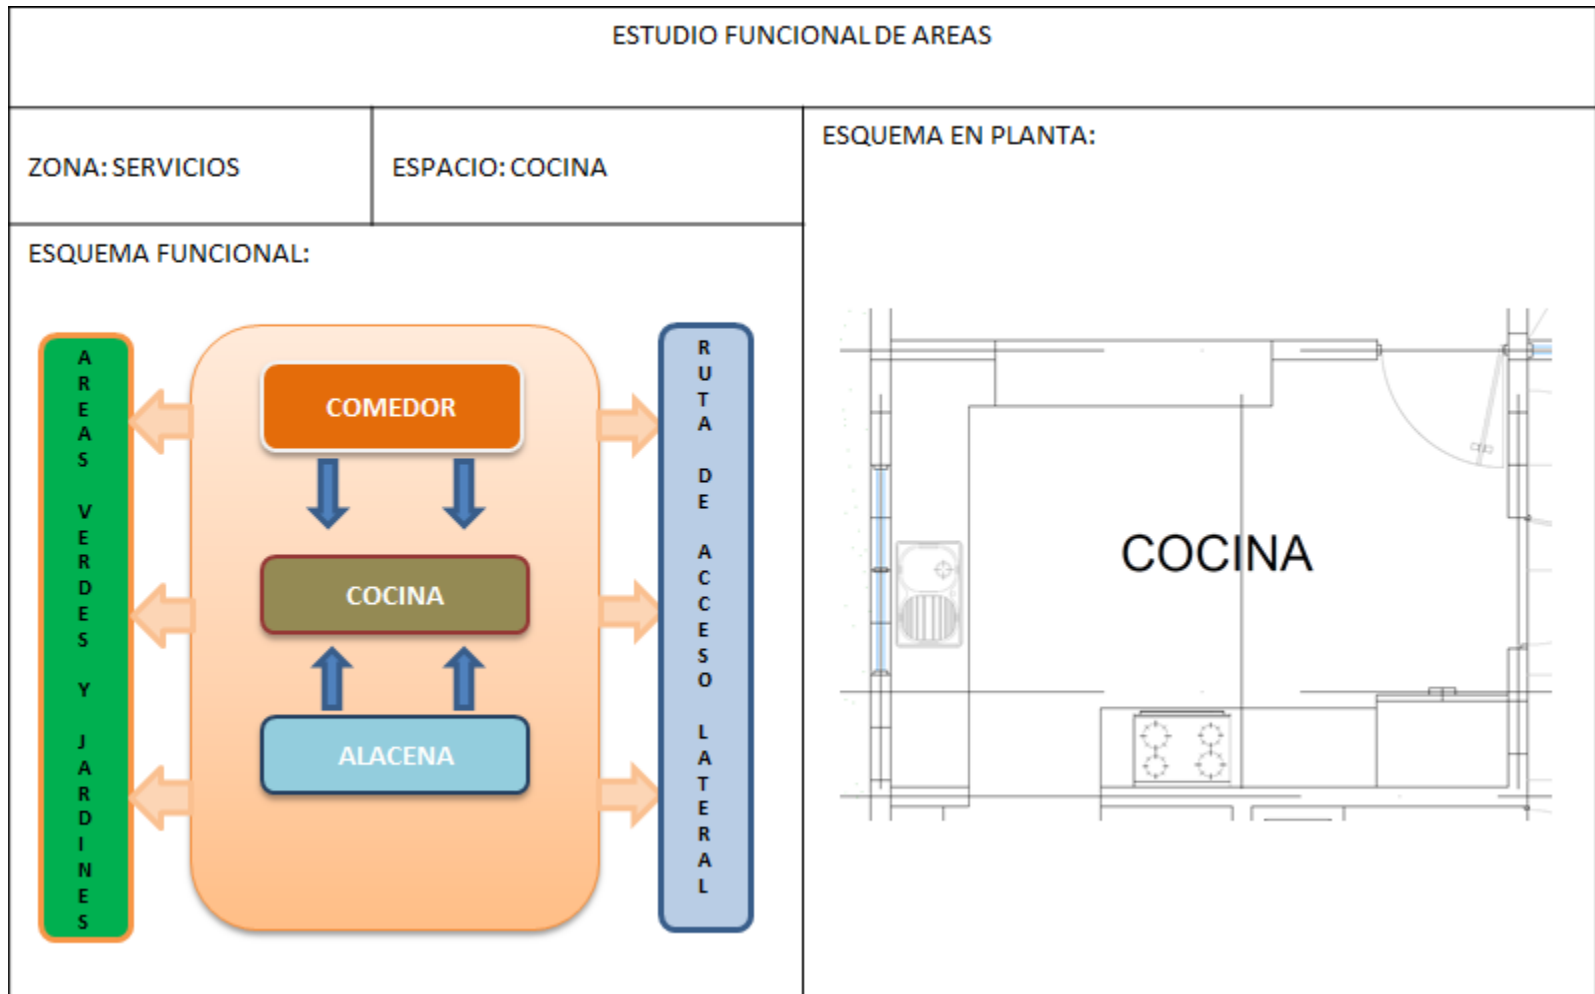 ESTUDIO FUNCIONAL DE AREAS
ZONA: SERVICIOS
ESPACIO: COCINA
ESQUEMA EN PLANTA:
ESQUEMA FUNCIONAL:
AREAS VERDES Y JARDINES
COMEDOR
COCINA
ALACENA
RUTA DE ACCESO LATERAL
COCINA